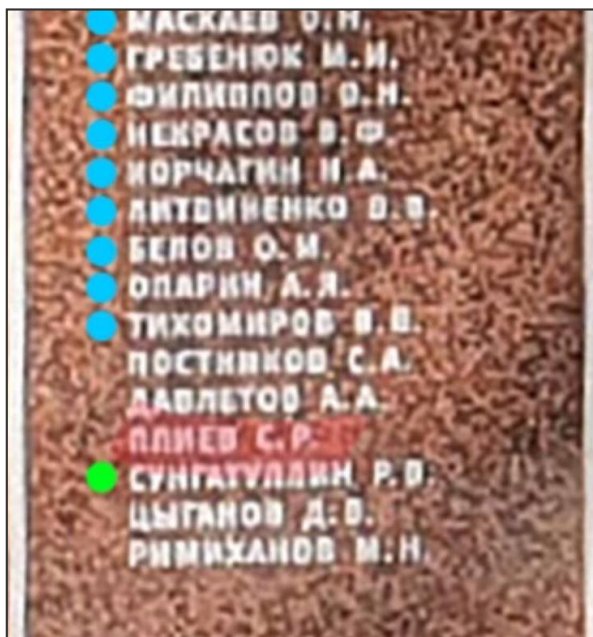 МАСКАЕВ О.Н.
ГРЕБЕНЮК М.И.
ФИЛИППОВ О.Н.
НЕКРАСОВ В.Ф.
КОРЧАГИН Н.А.
ЛИТВИНЕНКО В.В.
БЕЛОВ О.М.
ОПАРИН А.Я.
ТИХОМИРОВ В.В.
ПОСТНИКОВ С.А.
ДАВЛЕТОВ А.А.
ПЛИЕВ С.Р.
СУНГАТУЛЛИН Р.В.
ЦЫГАНОВ Д.В.
РИМИХАНОВ М.Н.